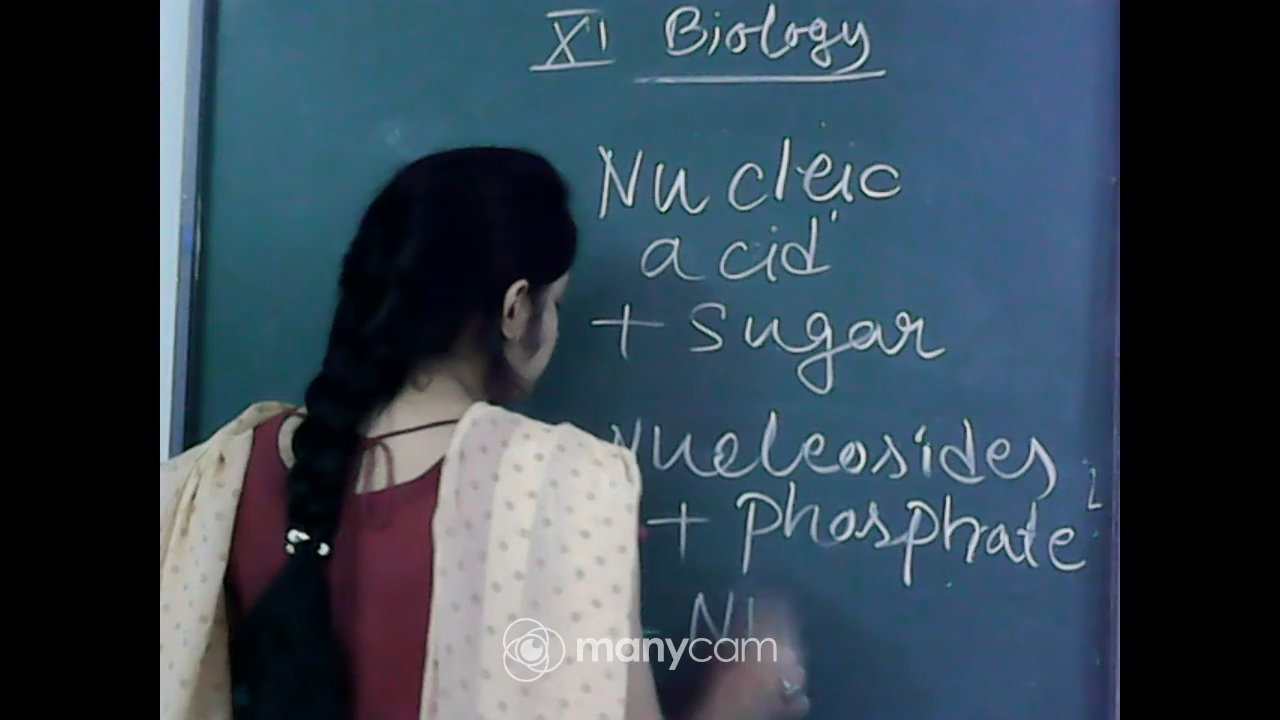 XI Biology
Nucleic
acid
+ Sugar
Nucleosides
+ phosphate
manycam